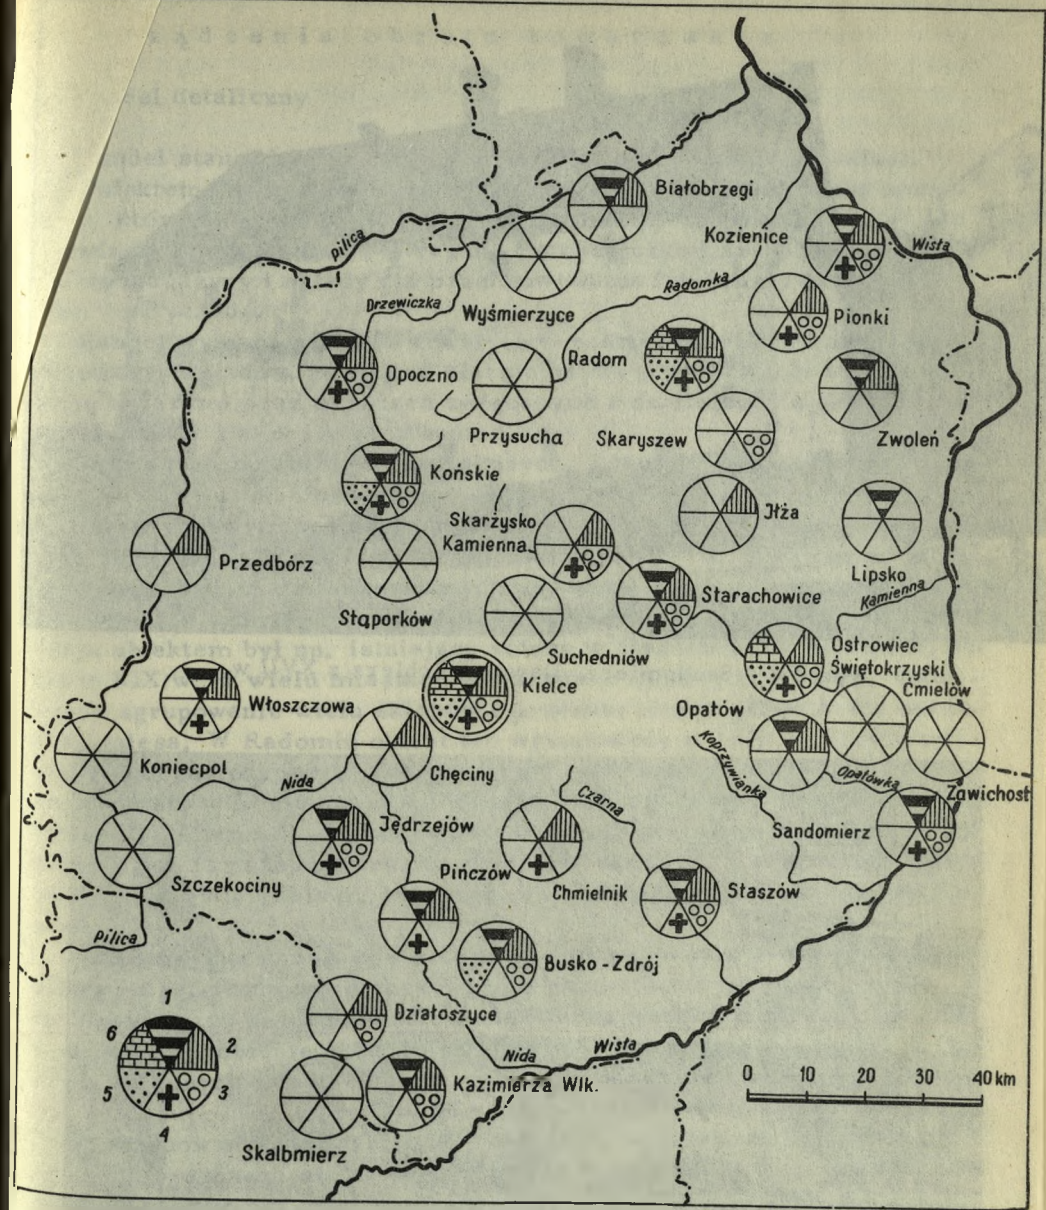 Białobrzegi
Kozienice
Wisła
Pilica
Drzewiczka
Wyśmierzyce
Radomka
Pionki
Opoczno
Radom
Przysucha
Skaryszew
Zwoleń
Końskie
Skarżysko
Kamienna
Iłża
Przedbórz
Stąporków
Lipsko
Kamienna
Starachowice
Suchedniów
Ostrowiec
Świętokrzyski
Ćmielów
Włoszczowa
Kielce
Opatów
Koniecpol
Nida
Chęciny
Koprzywianka
Opatówka
Zawichost
Czarna
Jędrzejów
Sandomierz
Pińczów
Chmielnik
Staszów
Szczekociny
Pilica
Busko-Zdrój
1
6
2
5
3
4
Działoszyce
Nida
Wisła
Kazimierza Wlk.
0 10 20 30 40 km
Skalbmierz